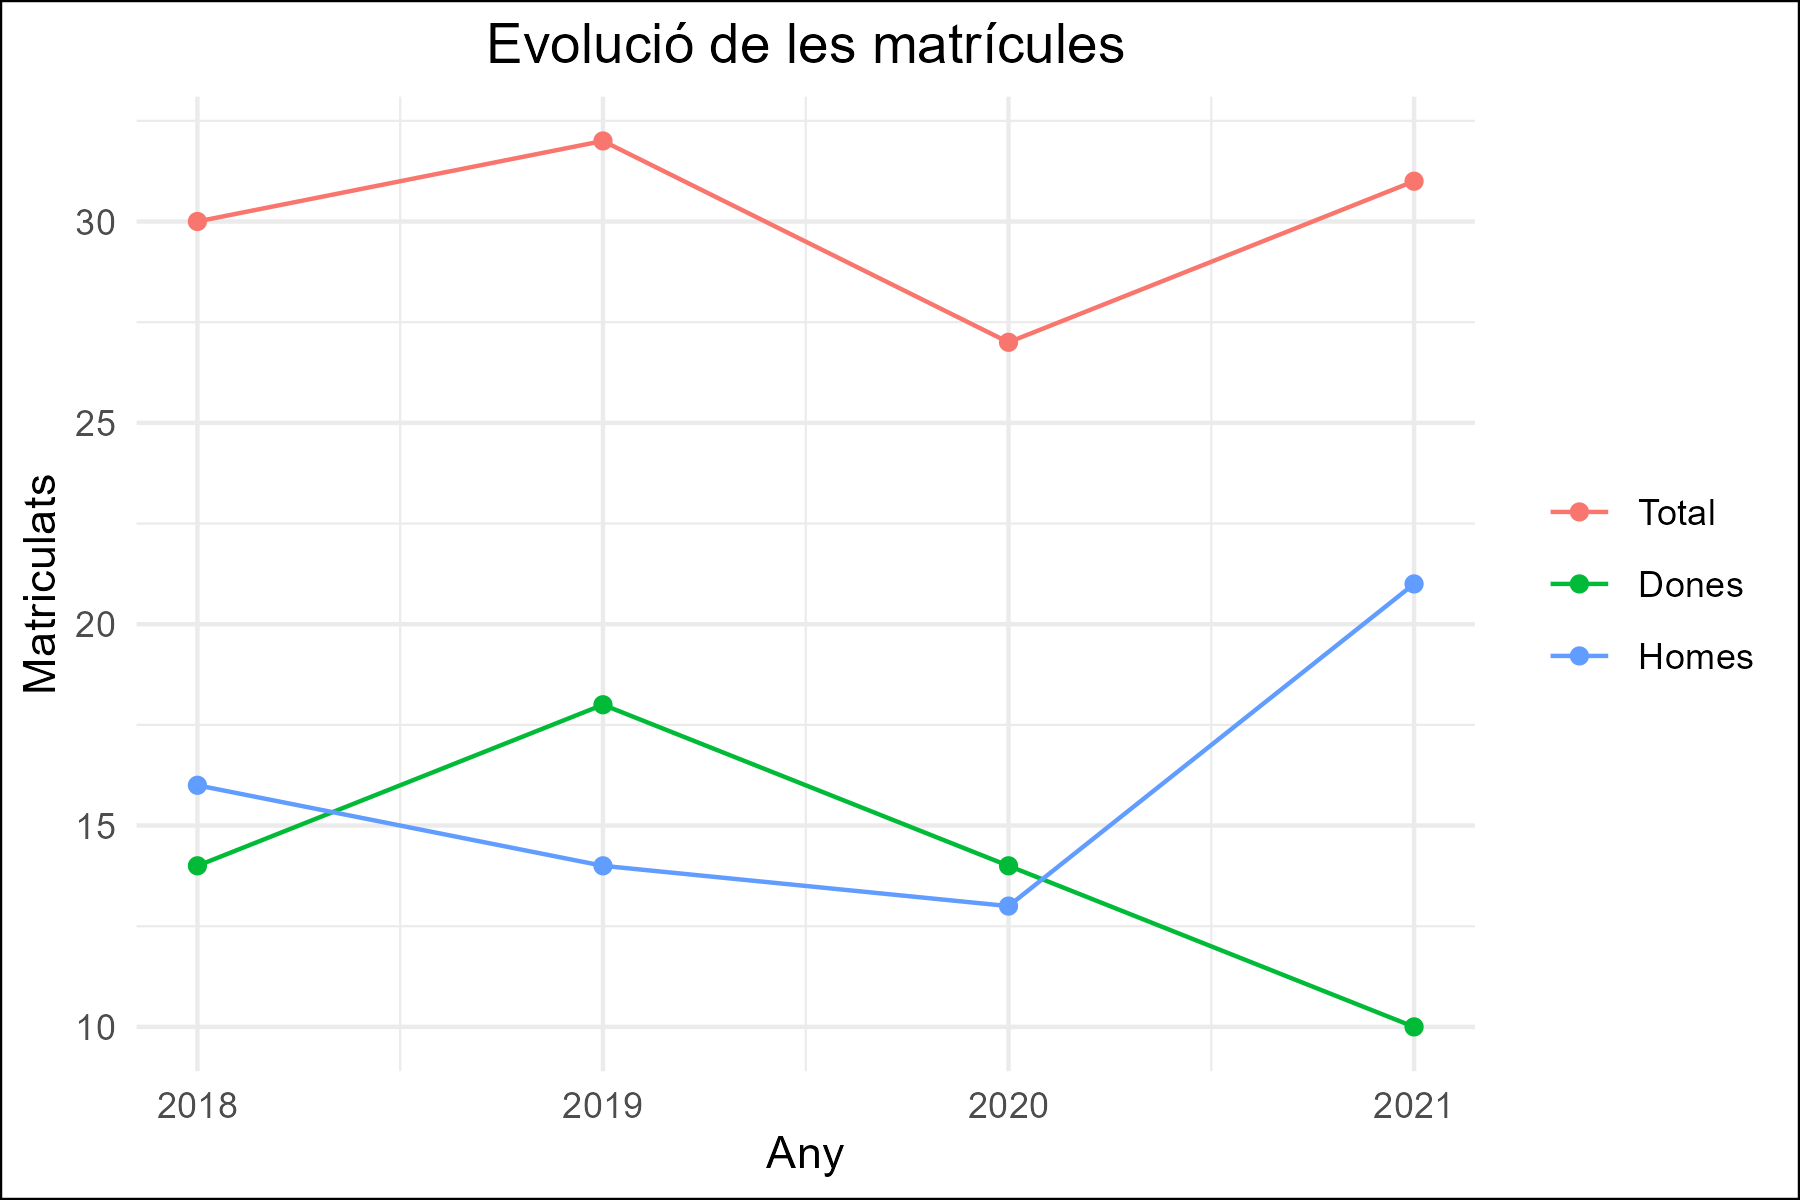 Evolució de les matrícules
Matriculats
30
25
20
15
10
2018 2019 2020 2021
Any
Total
Dones
Homes